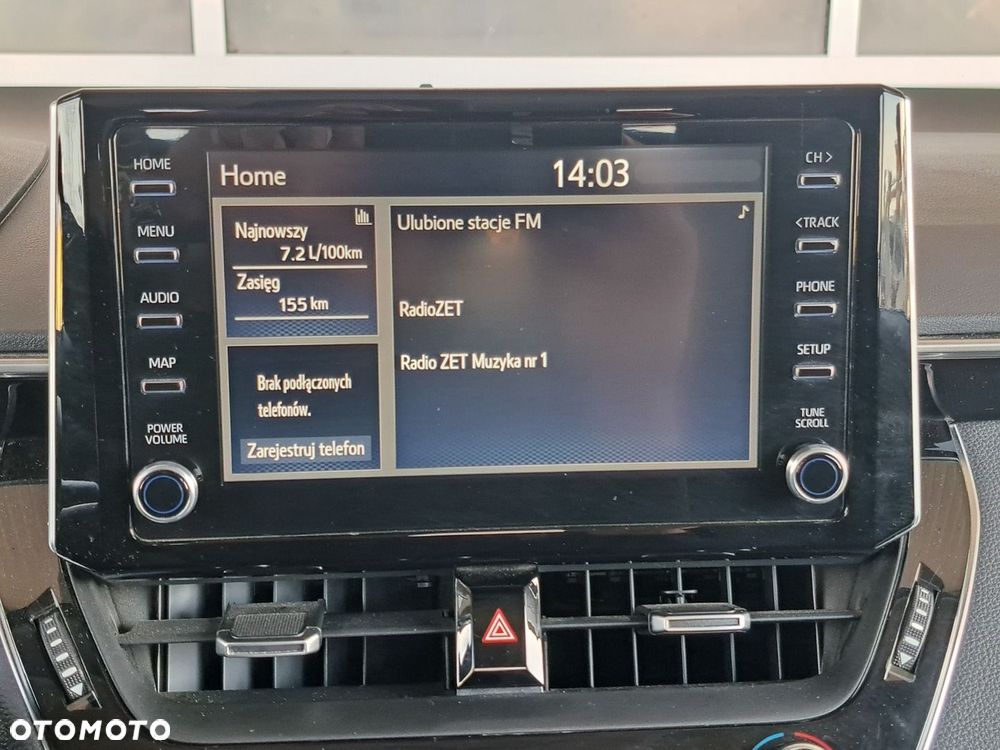 HOME
MENU
AUDIO
MAP
POWER
VOLUME
Home 14:03
Najnowszy
7.2 L/100km
Zasięg
155 km
Brak podłączonych
telefonów.
Zarejestruj telefon
Ulubione stacje FM
RadioZET
Radio ZET Muzyka nr 1
CH >
<TRACK
PHONE
SETUP
TUNE
SCROLL
OTOMOTO